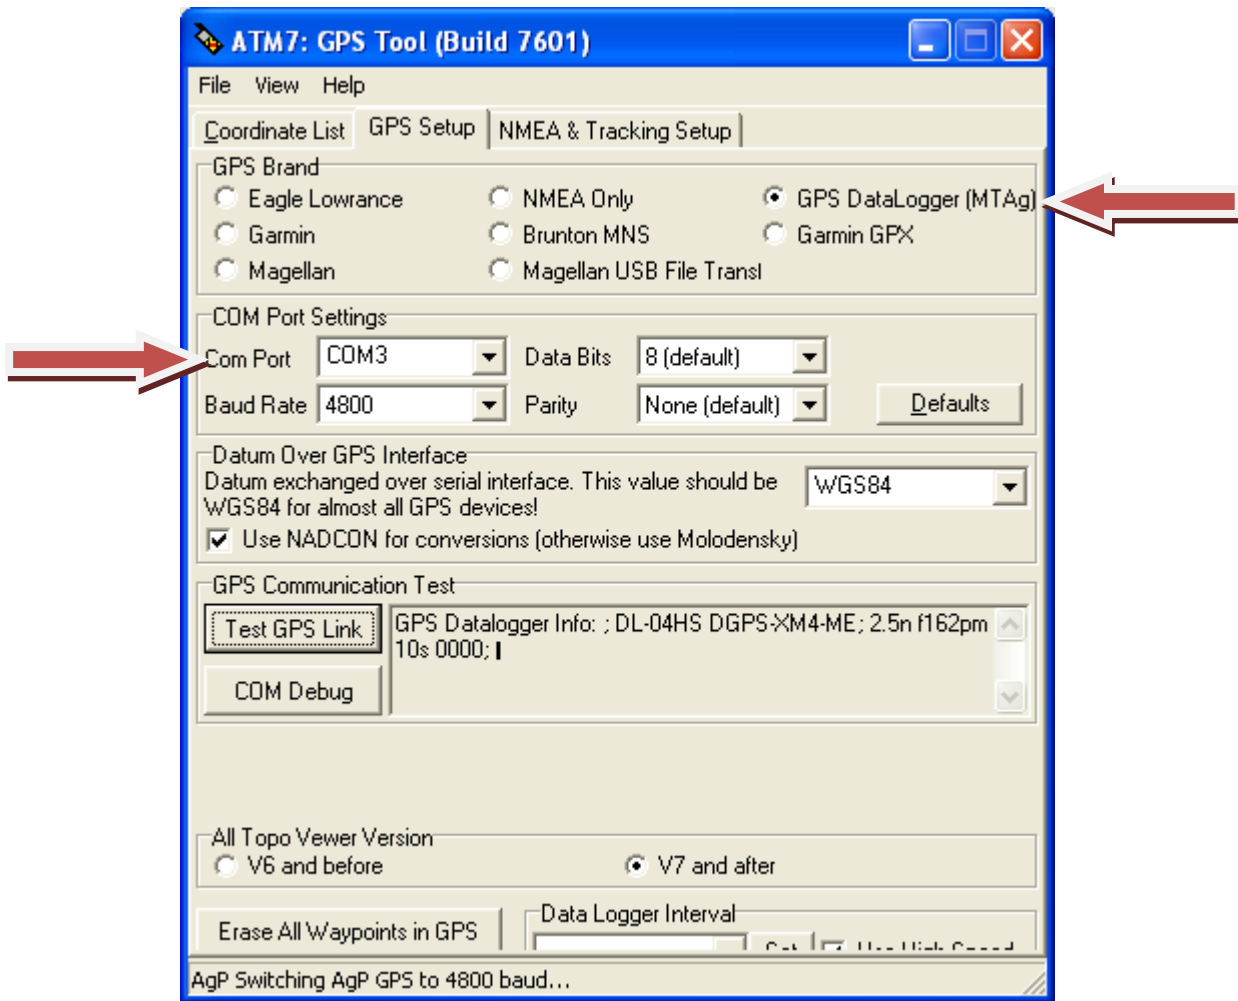 ATM7: GPS Tool (Build 7601)
File View Help
Coordinate List GPS Setup NMEA & Tracking Setup
GPS Brand
Eagle Lowrance NMEA Only GPS DataLogger (MTAg)
Garmin Brunton MNS Garmin GPX
Magellan Magellan USB File Transl
COM Port Settings
Com Port COM3 Data Bits 8 (default)
Baud Rate 4800 Parity None (default) Defaults
Datum Over GPS Interface
Datum exchanged over serial interface. This value should be
WGS84 for almost all GPS devices!
WGS84
Use NADCON for conversions (otherwise use Molodensky)
GPS Communication Test
Test GPS Link
GPS Datalogger Info: ; DL-04HS DGPS-XM4-ME; 2.5n f162pm
10s 0000;
COM Debug
All Topo Vewer Version
V6 and before V7 and after
Erase All Waypoints in GPS
Data Logger Interval
Set Use High Speed
AgP Switching AgP GPS to 4800 baud...